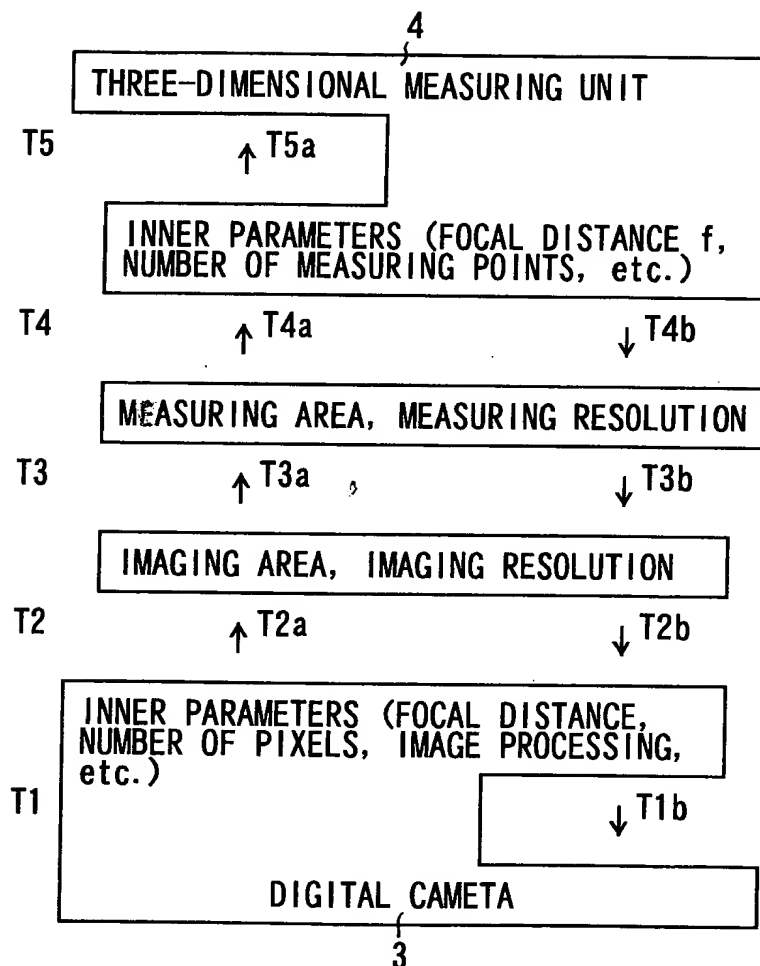 4
THREE-DIMENSIONAL MEASURING UNIT
T5
↑ T5a
INNER PARAMETERS (FOCAL DISTANCE f,
NUMBER OF MEASURING POINTS, etc.)
T4
↑ T4a
↓ T4b
MEASURING AREA, MEASURING RESOLUTION
T3
↑ T3a
↓ T3b
IMAGING AREA, IMAGING RESOLUTION
T2
↑ T2a
↓ T2b
INNER PARAMETERS (FOCAL DISTANCE,
NUMBER OF PIXELS, IMAGE PROCESSING,
etc.)
T1
↓ T1b
DIGITAL CAMETA
3